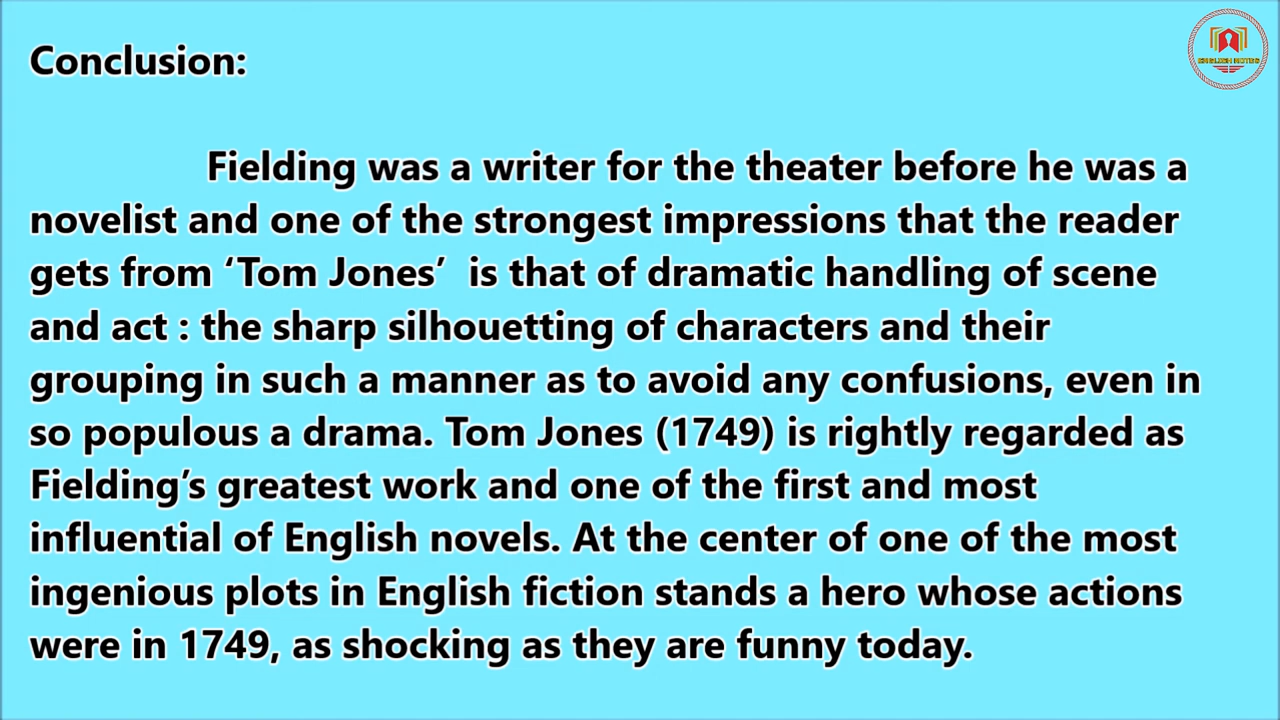 Conclusion:
ENGLISH NOTES
Fielding was a writer for the theater before he was a
novelist and one of the strongest impressions that the reader
gets from ‘Tom Jones’ is that of dramatic handling of scene
and act : the sharp silhouetting of characters and their
grouping in such a manner as to avoid any confusions, even in
so populous a drama. Tom Jones (1749) is rightly regarded as
Fielding’s greatest work and one of the first and most
influential of English novels. At the center of one of the most
ingenious plots in English fiction stands a hero whose actions
were in 1749, as shocking as they are funny today.